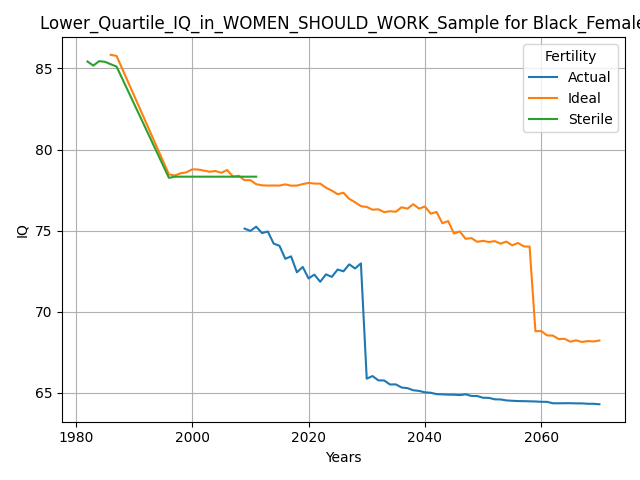 Lower_Quartile_IQ_in_WOMEN_SHOULD_WORK_Sample for Black_Female
Fertility
Actual
Ideal
Sterile
85
80
75
70
65
IQ
1980
2000
2020
2040
2060
Years